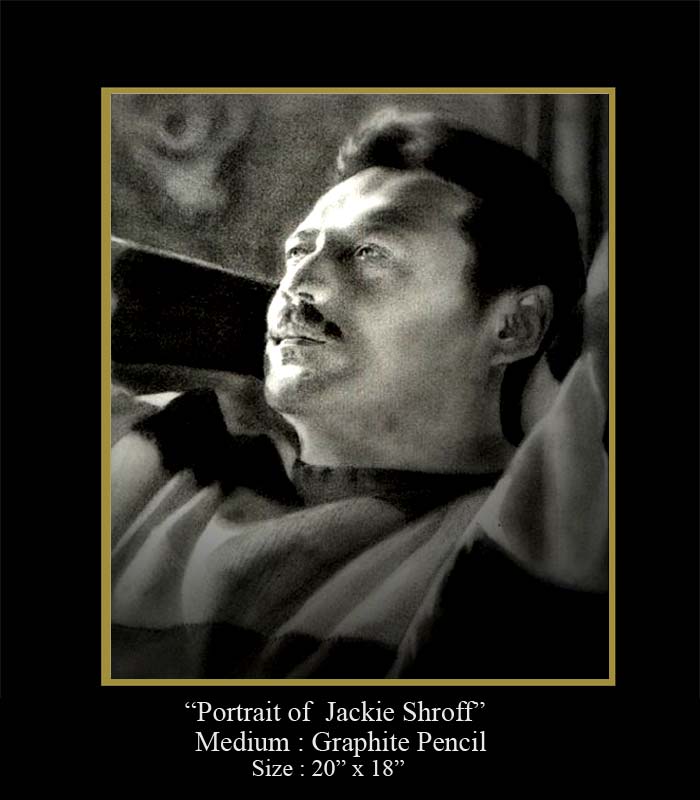 “Portrait of Jackie Shroff”
Medium : Graphite Pencil
Size : 20” x 18”